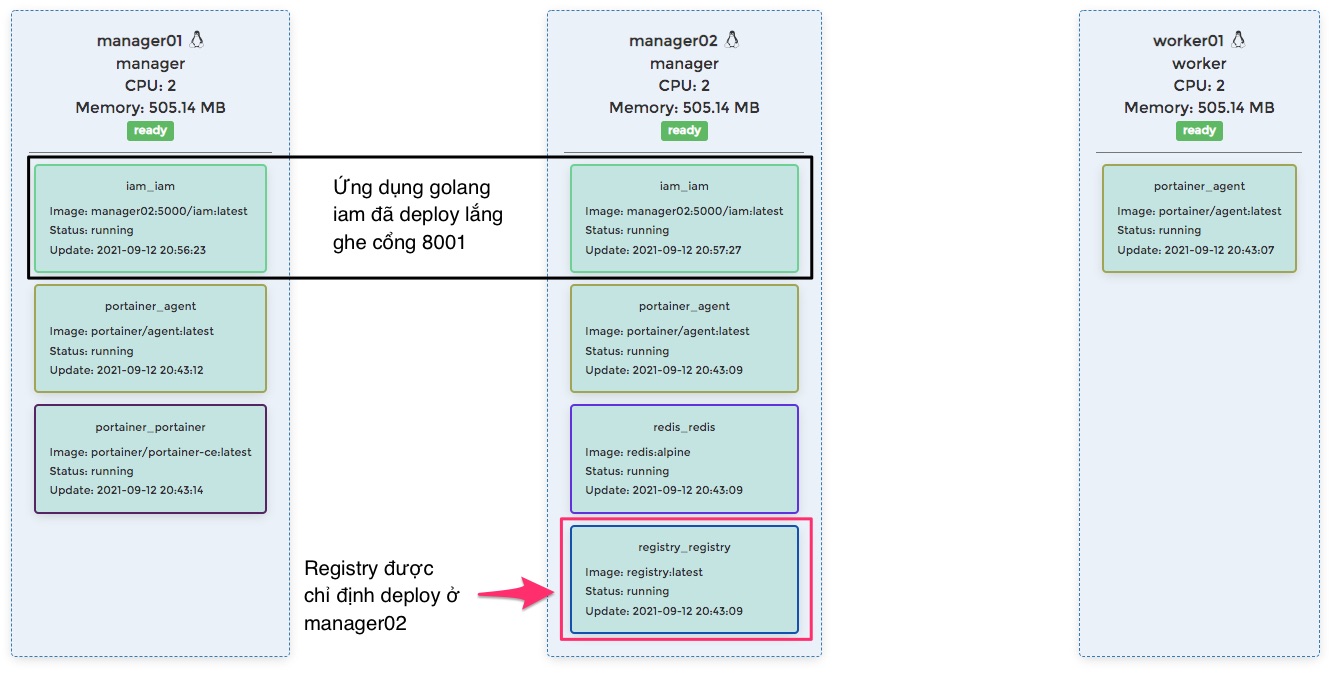 manager01
manager
CPU: 2
Memory: 505.14 MB
ready
iam_iam
Image: manager02:5000/iam:latest
Status: running
Update: 2021-09-12 20:56:23
portainer_agent
Image: portainer/agent:latest
Status: running
Update: 2021-09-12 20:43:12
portainer_portainer
Image: portainer/portainer-ce:latest
Status: running
Update: 2021-09-12 20:43:14
Ứng dụng golang
iam đã deploy lắng
ghe cổng 8001
Registry được
chỉ định deploy ở
manager02
manager02
manager
CPU: 2
Memory: 505.14 MB
ready
iam_iam
Image: manager02:5000/iam:latest
Status: running
Update: 2021-09-12 20:57:27
portainer_agent
Image: portainer/agent:latest
Status: running
Update: 2021-09-12 20:43:09
redis_redis
Image: redis:alpine
Status: running
Update: 2021-09-12 20:43:09
registry_registry
Image: registry:latest
Status: running
Update: 2021-09-12 20:43:09
worker01
worker
CPU: 2
Memory: 505.14 MB
ready
portainer_agent
Image: portainer/agent:latest
Status: running
Update: 2021-09-12 20:43:07